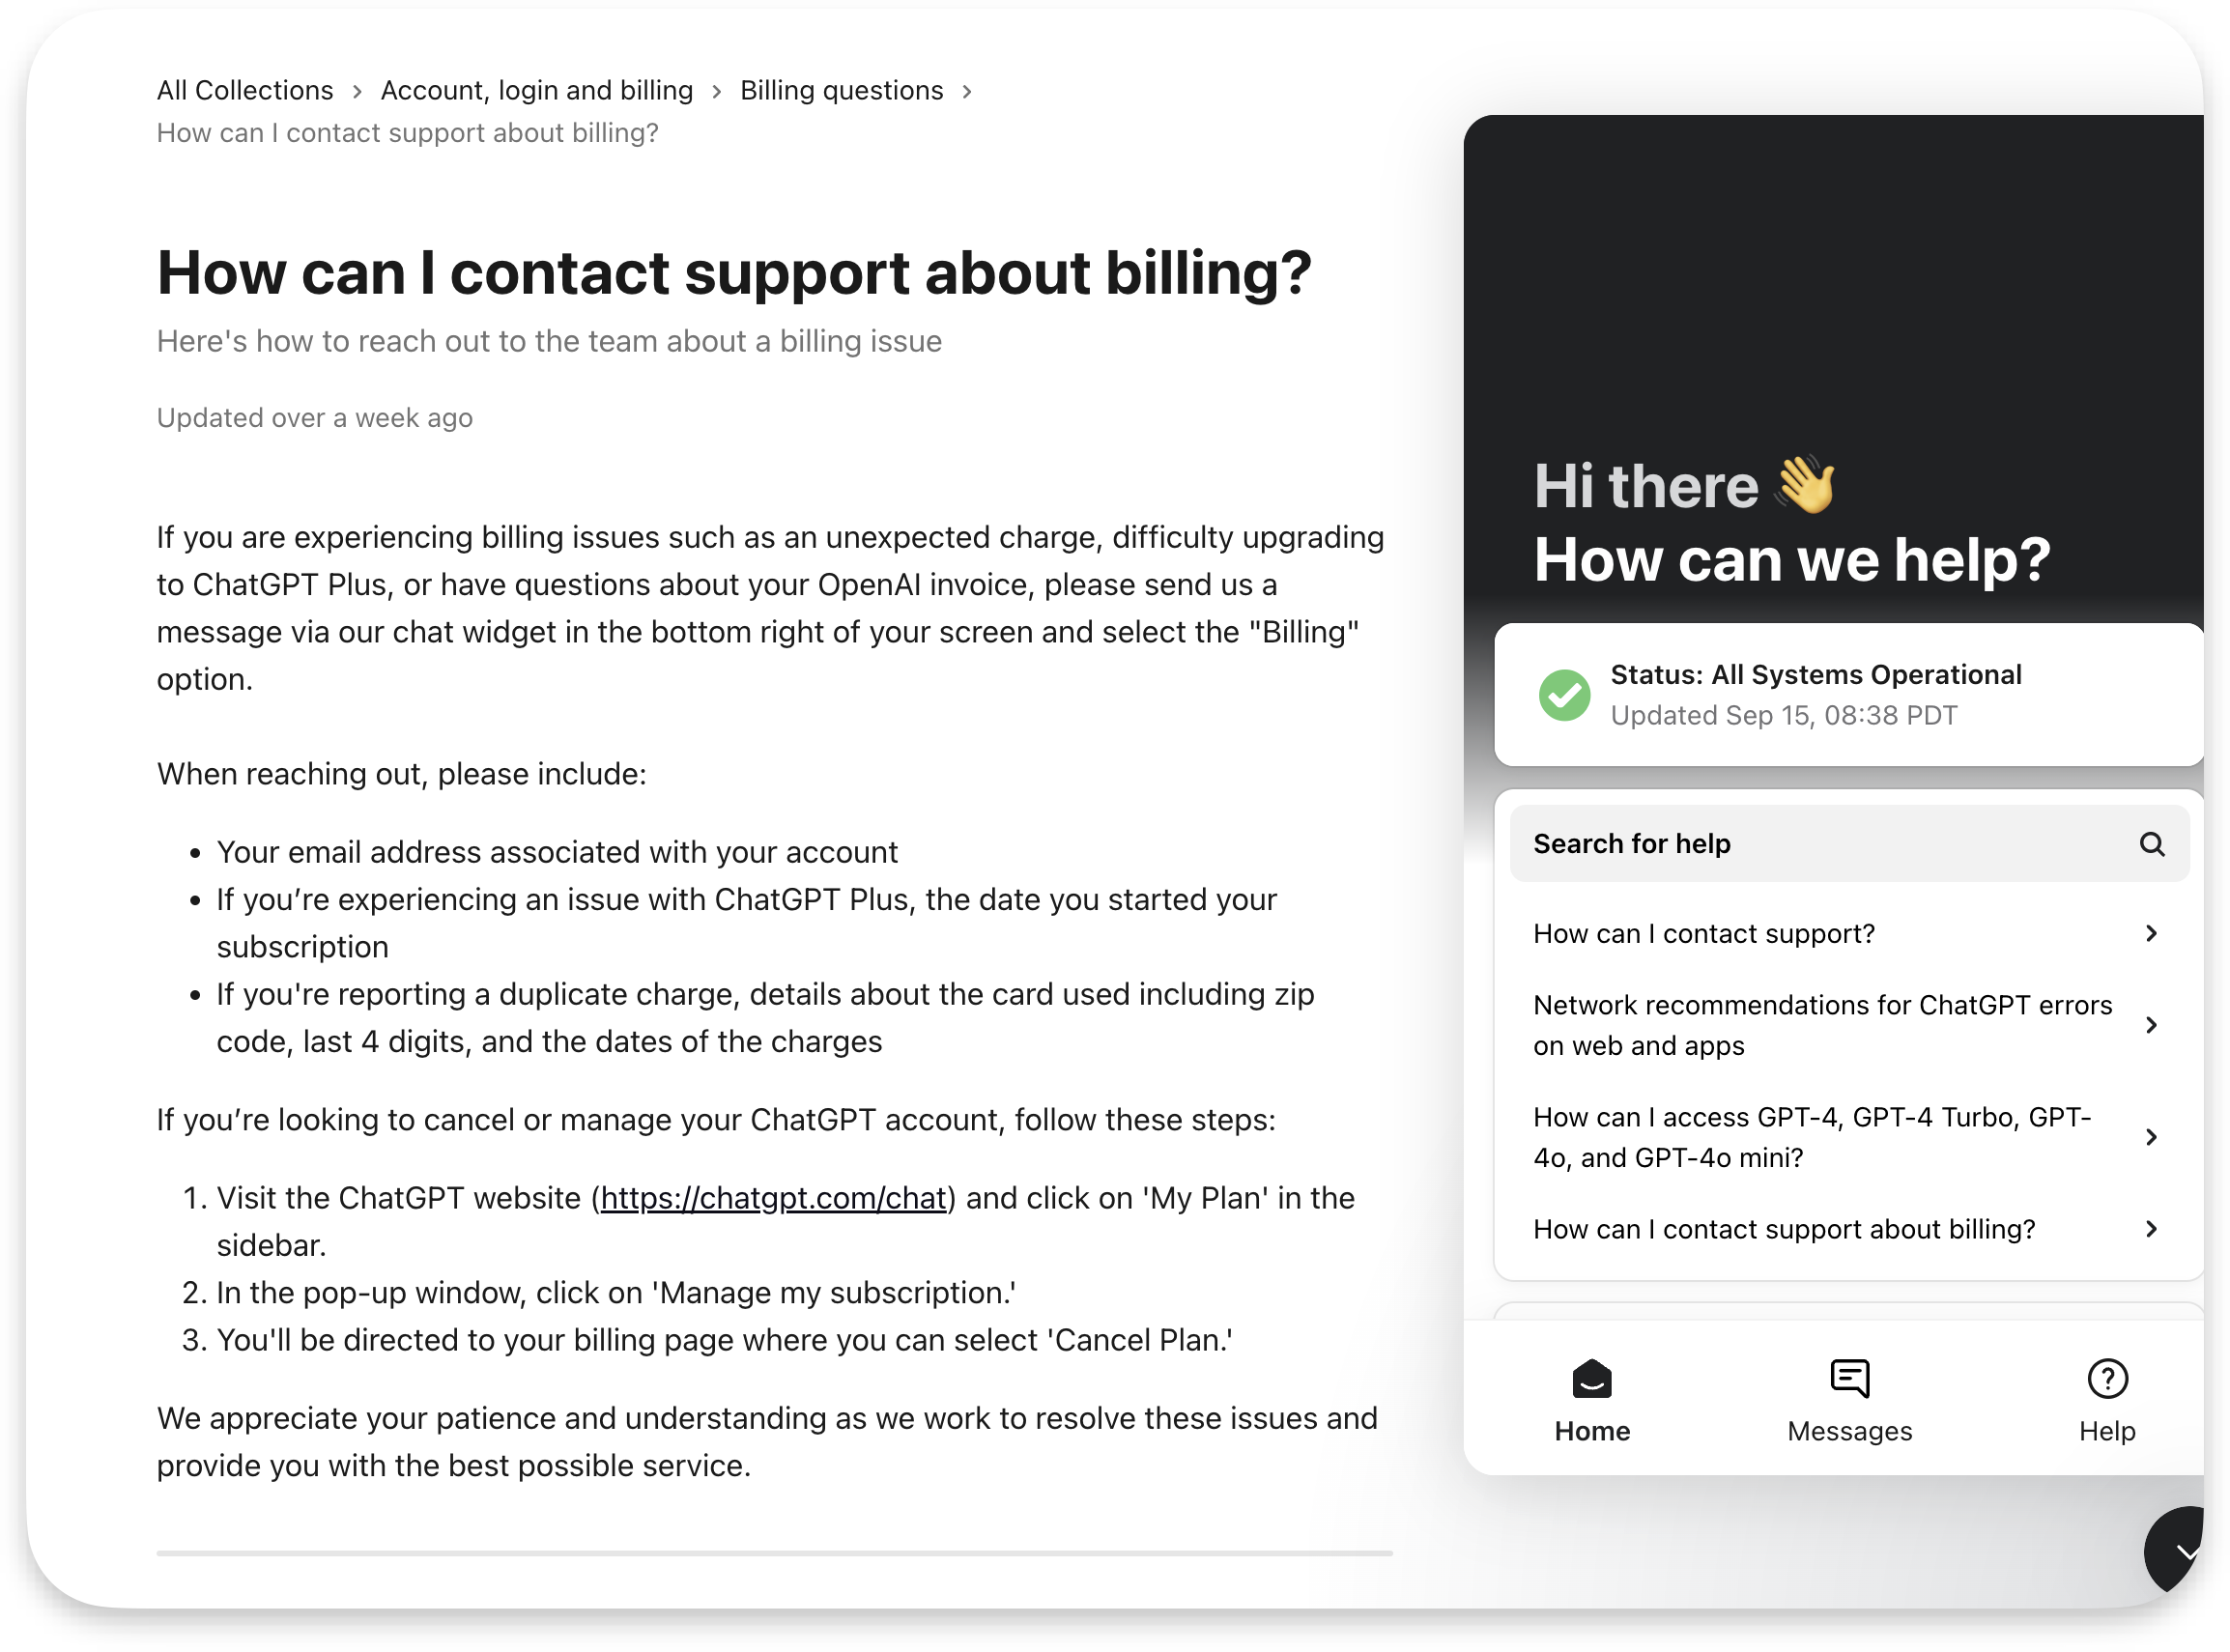 All Collections > Account, login and billing > Billing questions >
How can I contact support about billing?
How can I contact support about billing?
Here's how to reach out to the team about a billing issue
Updated over a week ago
If you are experiencing billing issues such as an unexpected charge, difficulty upgrading
to ChatGPT Plus, or have questions about your OpenAI invoice, please send us a
message via our chat widget in the bottom right of your screen and select the "Billing"
option.
When reaching out, please include:
• Your email address associated with your account
• If you’re experiencing an issue with ChatGPT Plus, the date you started your
subscription
• If you're reporting a duplicate charge, details about the card used including zip
code, last 4 digits, and the dates of the charges
If you’re looking to cancel or manage your ChatGPT account, follow these steps:
1. Visit the ChatGPT website (https://chatgpt.com/chat) and click on 'My Plan' in the
sidebar.
2. In the pop-up window, click on 'Manage my subscription.'
3. You'll be directed to your billing page where you can select 'Cancel Plan.'
We appreciate your patience and understanding as we work to resolve these issues and
provide you with the best possible service.
Hi there 👋
How can we help?
Status: All Systems Operational
Updated Sep 15, 08:38 PDT
Search for help
How can I contact support?
Network recommendations for ChatGPT errors
on web and apps
How can I access GPT-4, GPT-4 Turbo, GPT-
4o, and GPT-4o mini?
How can I contact support about billing?
Home
Messages
Help